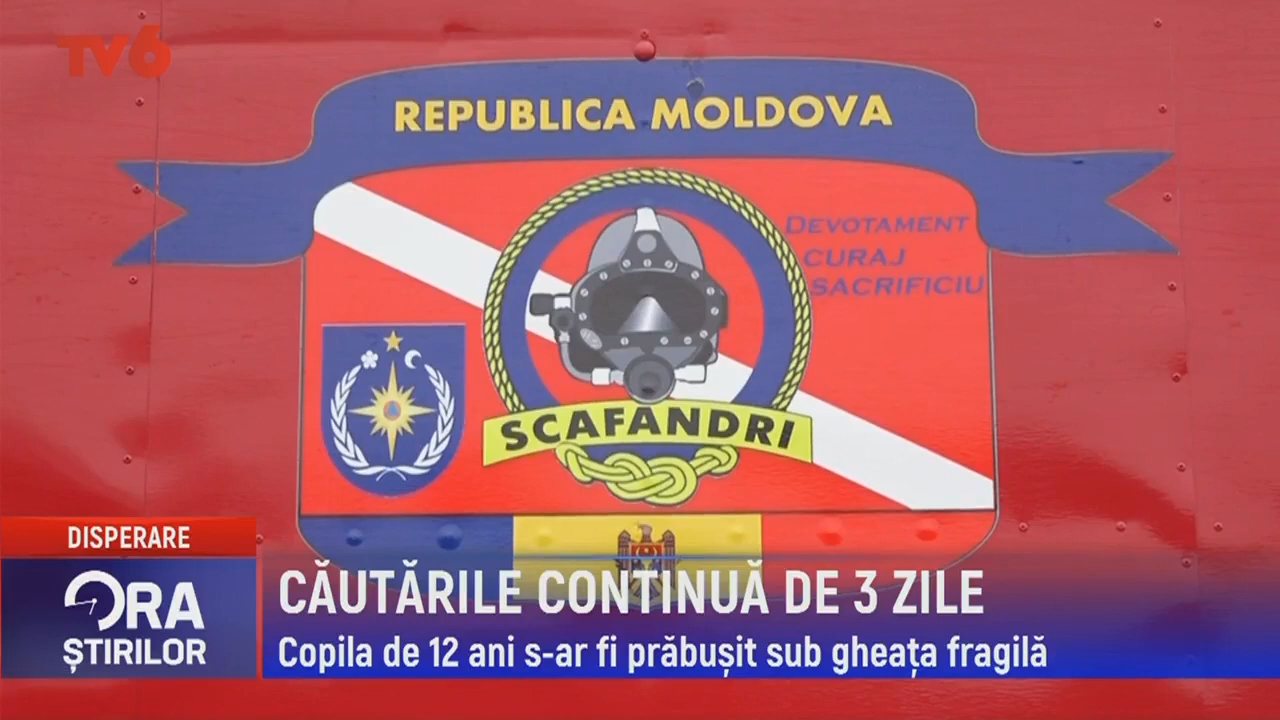 TV6
REPUBLICA MOLDOVA
DEVOTAMENT
CURAJ
SACRIFICIU
SCAFANDRI
DISPERARE
ORA
ȘTIRILOR
CĂUTĂRILE CONTINUĂ DE 3 ZILE
Copila de 12 ani s-ar fi prăbușit sub gheața fragilă